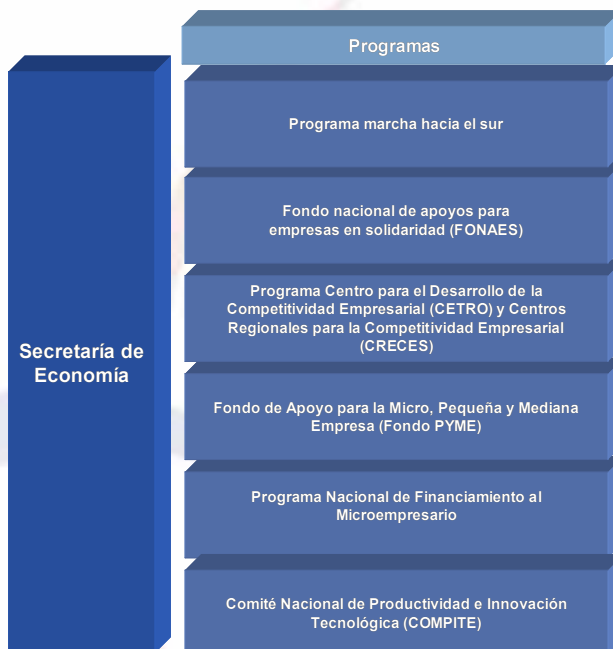 Programas
Secretaría de
Economía
Programa marcha hacia el sur
Fondo nacional de apoyos para
empresas en solidaridad (FONAES)
Programa Centro para el Desarrollo de la
Competitividad Empresarial (CETRO) y Centros
Regionales para la Competitividad Empresarial
(CRECES)
Fondo de Apoyo para la Micro, Pequeña y Mediana
Empresa (Fondo PYME)
Programa Nacional de Financiamiento al
Microempresario
Comité Nacional de Productividad e Innovación
Tecnológica (COMPITE)